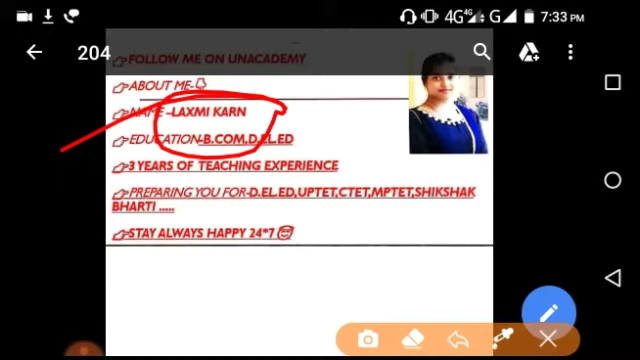 4G 4G G 7:33 PM
204
FOLLOW ME ON UNACADEMY
ABOUT ME-
NAME -LAXMI KARN
EDUCATION-B.COM,D.EL.ED
3 YEARS OF TEACHING EXPERIENCE
PREPARING YOU FOR-D.EL.ED,UPTET,CTET,MPTET,SHIKSHAK
BHARTI .....
STAY ALWAYS HAPPY 24*7